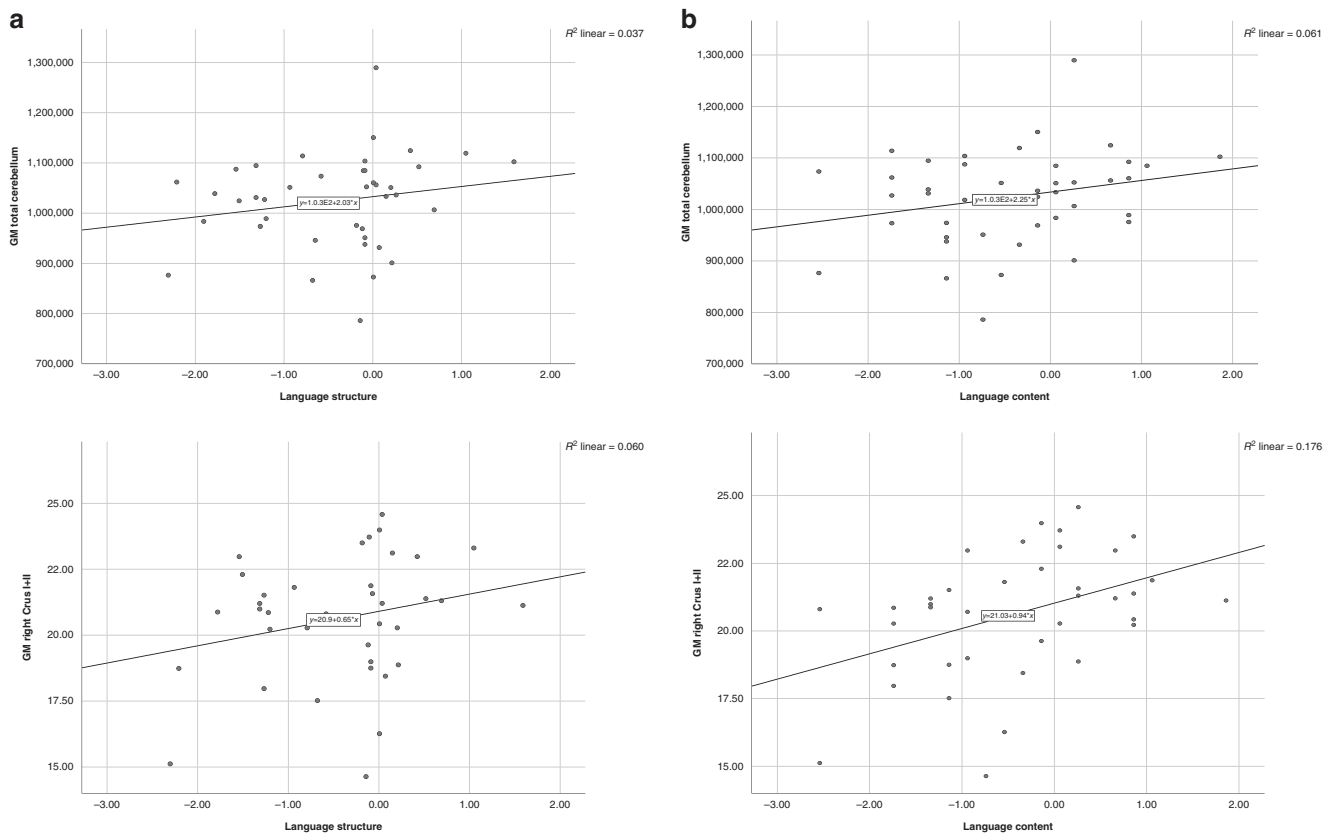 a
R² linear = 0.037
1,300,000
1,200,000
1,100,000
1,000,000
900,000
800,000
700,000
GM total cerebellum
y=1.0.3E2+2.03*x
−3.00 −2.00 −1.00 0.00 1.00 2.00
Language structure
b
R² linear = 0.061
1,300,000
1,200,000
1,100,000
1,000,000
900,000
800,000
700,000
GM total cerebellum
y=1.0.3E2+2.25*x
−3.00 −2.00 −1.00 0.00 1.00 2.00
Language content
R² linear = 0.060
25.00
22.00
20.00
17.50
15.00
GM right Crus I+II
y=20.9+0.65*x
−3.00 −2.00 −1.00 0.00 1.00 2.00
Language structure
R² linear = 0.176
25.00
22.00
20.00
17.50
15.00
GM right Crus I+II
y=21.03+0.94*x
−3.00 −2.00 −1.00 0.00 1.00 2.00
Language content